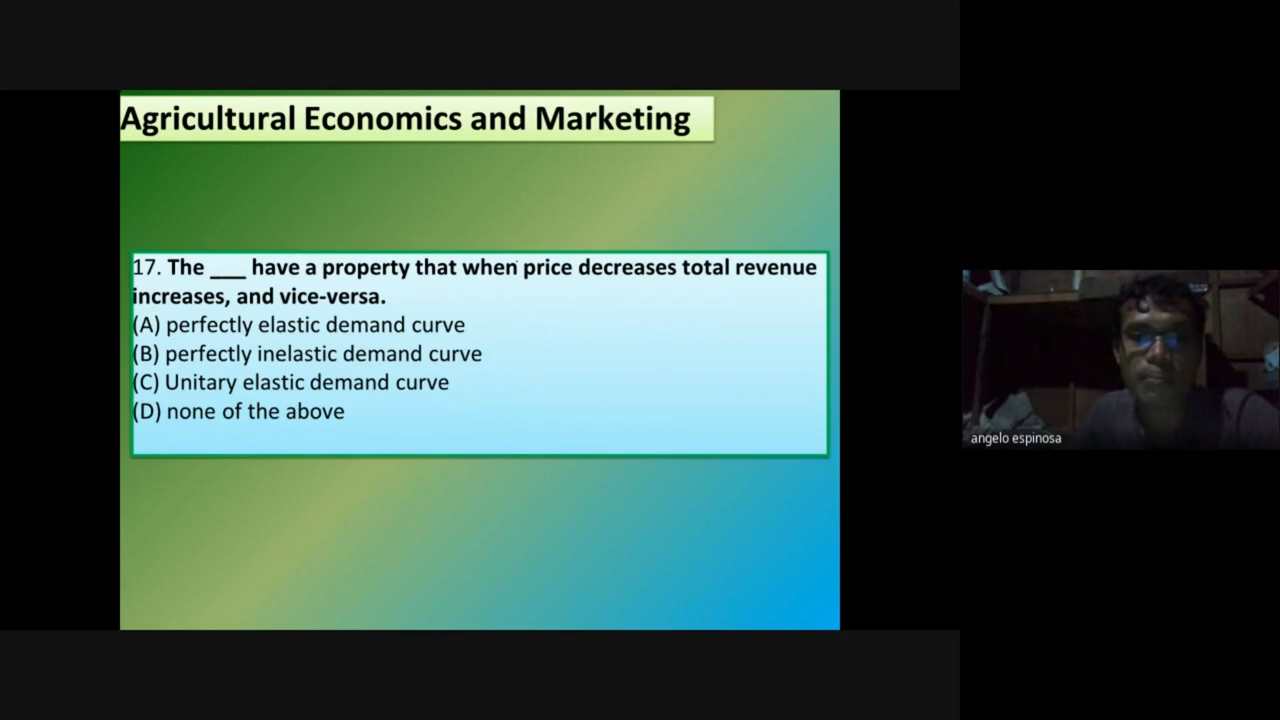 Agricultural Economics and Marketing
17. The ___ have a property that when price decreases total revenue
increases, and vice-versa.
(A) perfectly elastic demand curve
(B) perfectly inelastic demand curve
(C) Unitary elastic demand curve
(D) none of the above
angelo espinosa